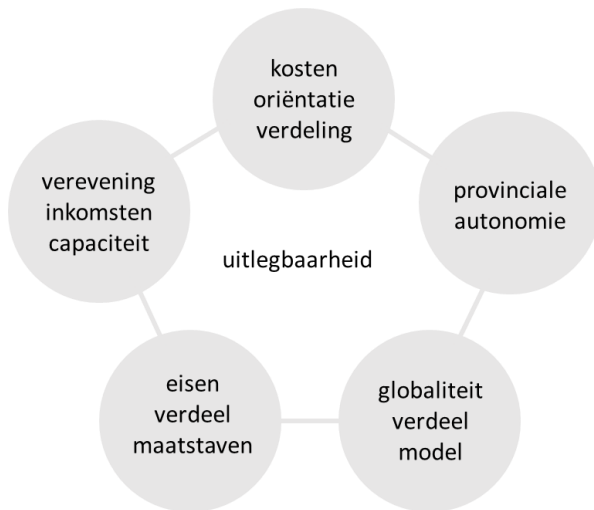 kosten
oriëntatie
verdeling
provinciale
autonomie
globaliteit
verdeel
model
eisen
verdeel
maatstaven
verevening
inkomsten
capaciteit
uitlegbaarheid